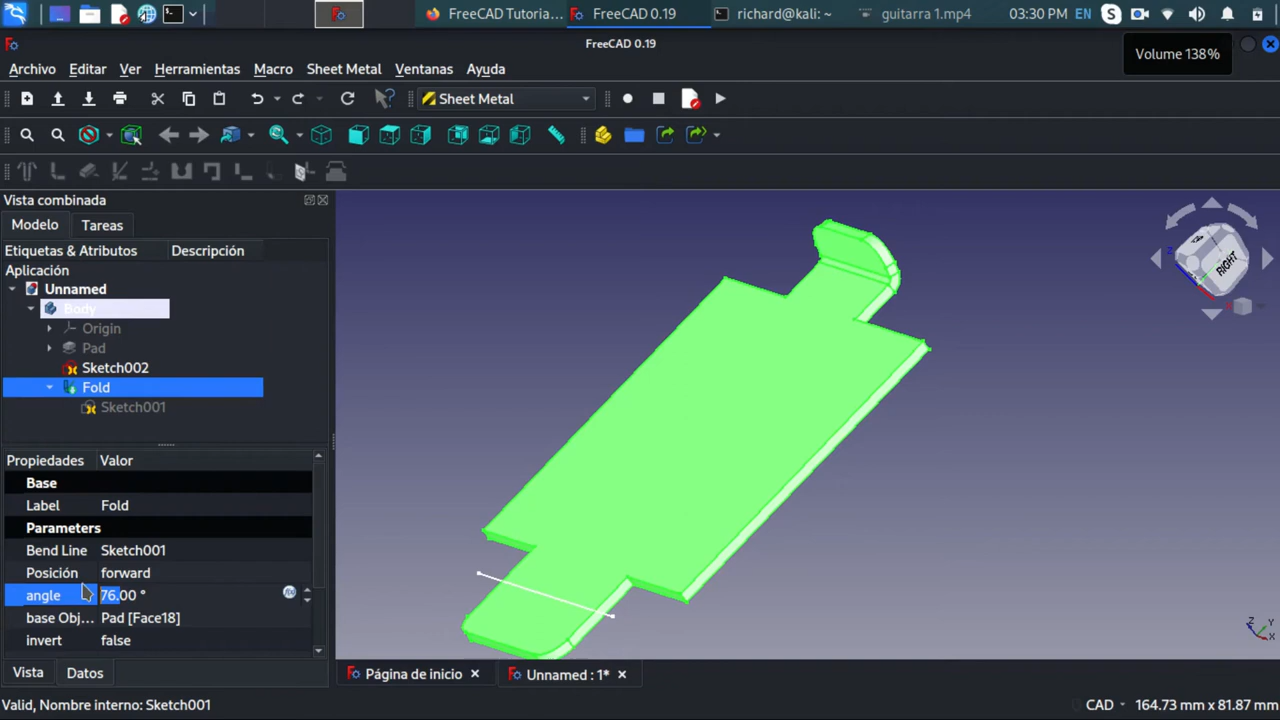 FreeCAD Tutoria...
FreeCAD 0.19
richard@kali: ~
guitarra 1.mp4
03:30 PM
EN
FreeCAD 0.19
Volume 138%
Archivo
Editar
Ver
Herramientas
Macro
Sheet Metal
Ventanas
Ayuda
Sheet Metal
Vista combinada
Modelo
Tareas
Etiquetas & Atributos
Descripción
Aplicación
Unnamed
Body
Origin
Pad
Sketch002
Fold
Sketch001
Propiedades
Valor
Base
Label
Fold
Parameters
Bend Line
Sketch001
Posición
forward
angle
76.00 °
base Obj...
Pad [Face18]
invert
false
Vista
Datos
RIGHT
Z
Z
Y
X
Página de inicio
Unnamed : 1*
Valid, Nombre interno: Sketch001
CAD
164.73 mm x 81.87 mm